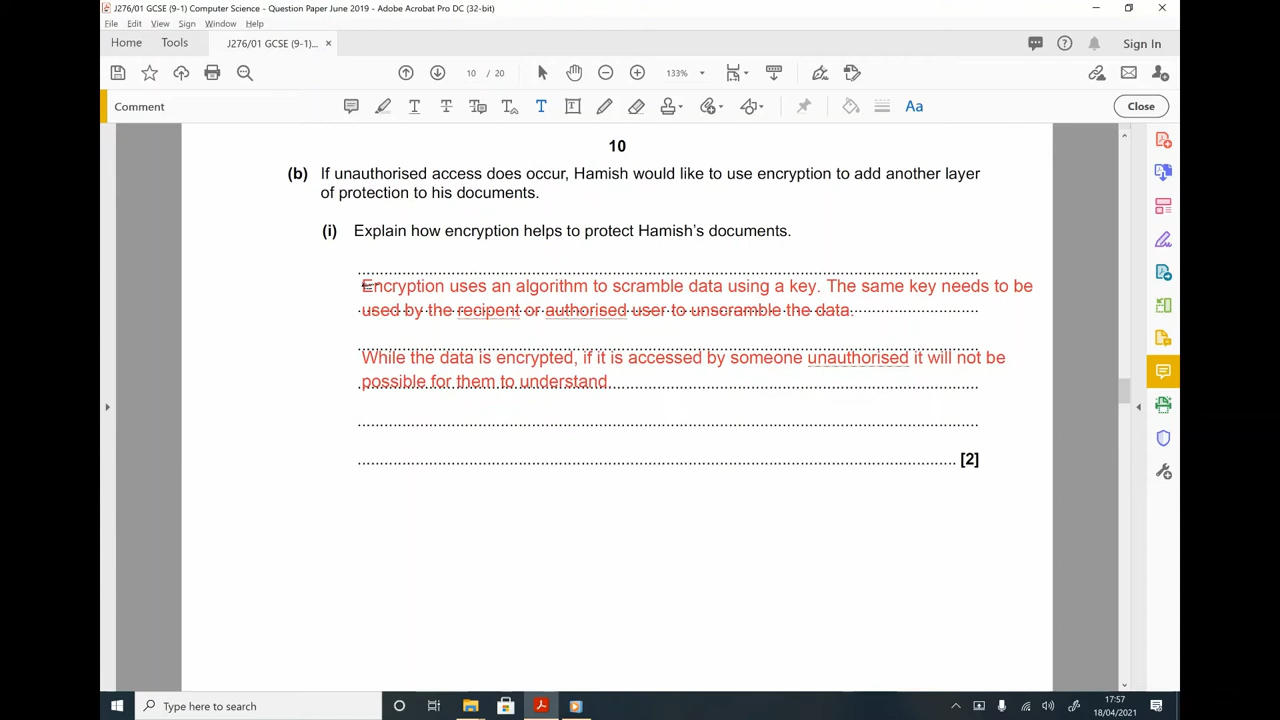 J276/01 GCSE (9-1) Computer Science - Question Paper June 2019 - Adobe Acrobat Pro DC (32-bit)
File Edit View Sign Window Help
Home Tools J276/01 GCSE (9-1)... × Sign In
10 / 20 133%
Comment Aa Close
10
(b) If unauthorised access does occur, Hamish would like to use encryption to add another layer
of protection to his documents.
(i) Explain how encryption helps to protect Hamish's documents.
Encryption uses an algorithm to scramble data using a key. The same key needs to be
used by the recipent or authorised user to unscramble the data.
While the data is encrypted, if it is accessed by someone unauthorised it will not be
possible for them to understand
[2]
Type here to search
17:57
18/04/2021